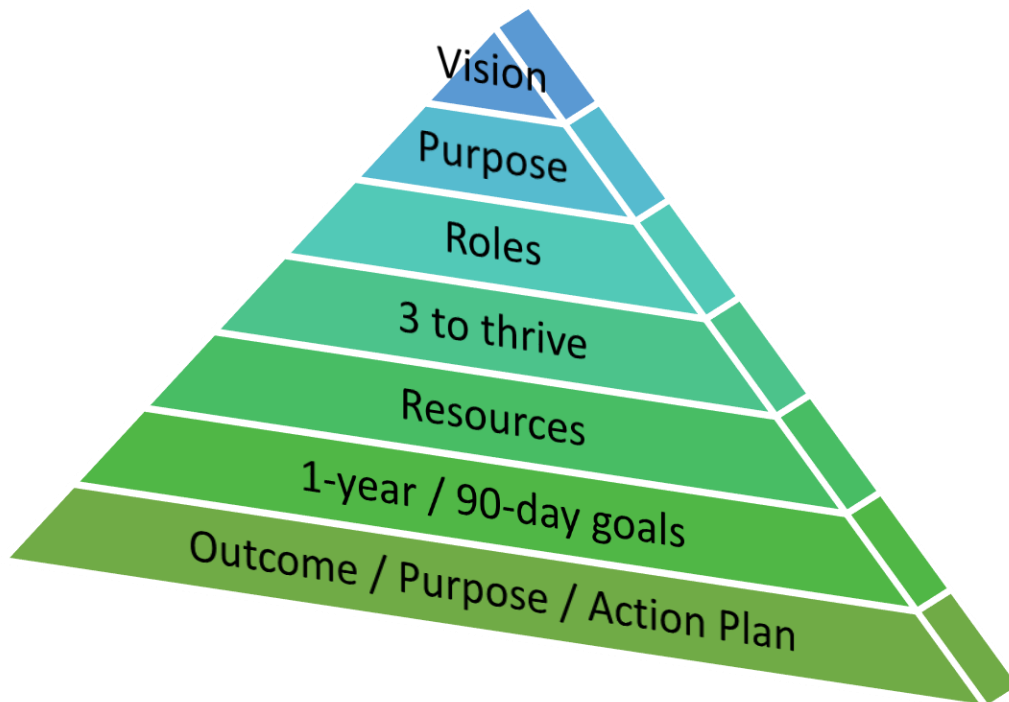 Vision
Purpose
Roles
3 to thrive
Resources
1-year / 90-day goals
Outcome / Purpose / Action Plan